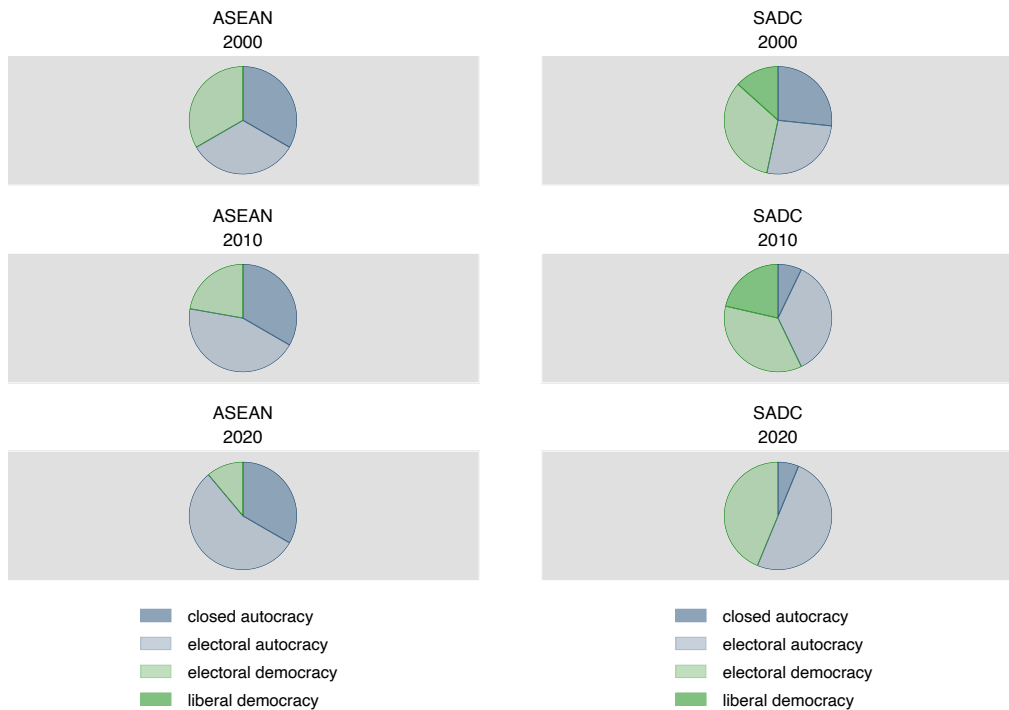 ASEAN
2000
SADC
2000
ASEAN
2010
SADC
2010
ASEAN
2020
SADC
2020
closed autocracy
electoral autocracy
electoral democracy
liberal democracy
closed autocracy
electoral autocracy
electoral democracy
liberal democracy